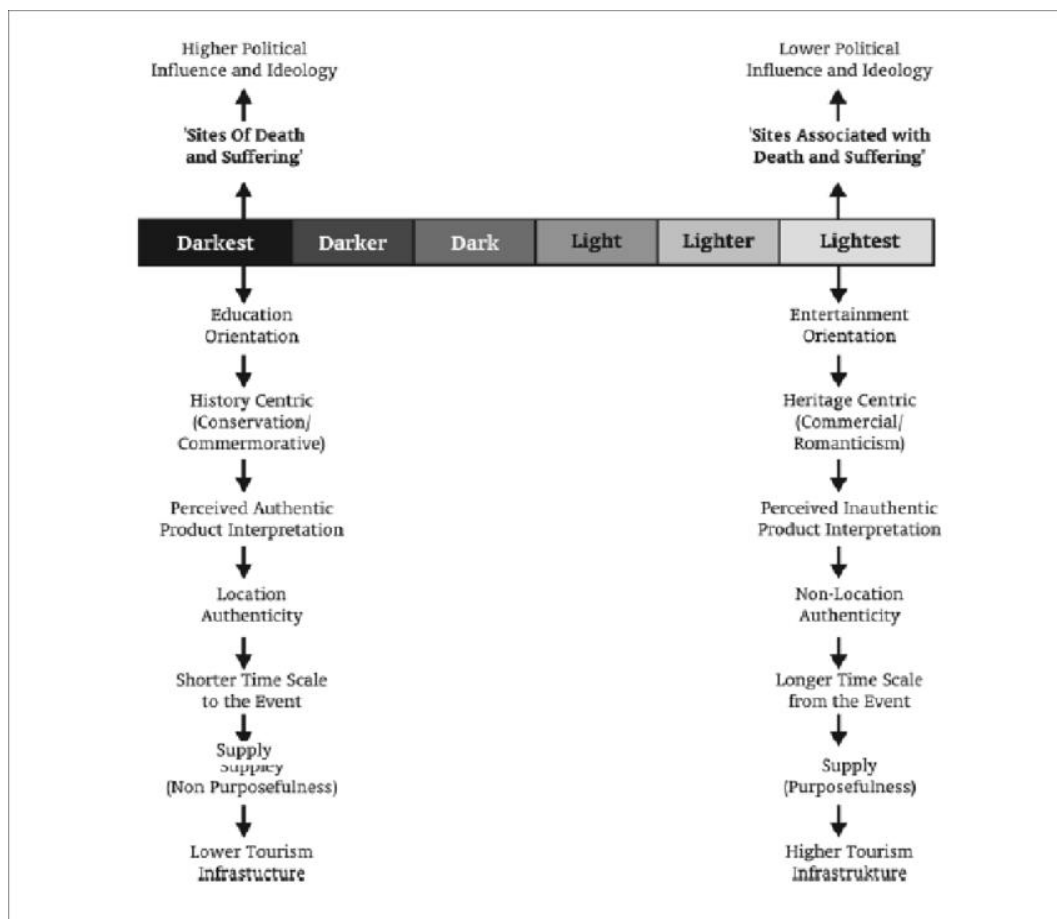 Higher Political
Influence and Ideology
'Sites Of Death
and Suffering'
Lower Political
Influence and Ideology
'Sites Associated with
Death and Suffering'
Darkest Darker Dark Light Lighter Lightest
Education
Orientation
History Centric
(Conservation/
Commermorative)
Perceived Authentic
Product Interpretation
Location
Authenticity
Shorter Time Scale
to the Event
Supply
Suppley
(Non Purposefulness)
Lower Tourism
Infrastucture
Entertainment
Orientation
Heritage Centric
(Commercial/
Romanticism)
Perceived Inauthentic
Product Interpretation
Non-Location
Authenticity
Longer Time Scale
from the Event
Supply
(Purposefulness)
Higher Tourism
Infrastrukture